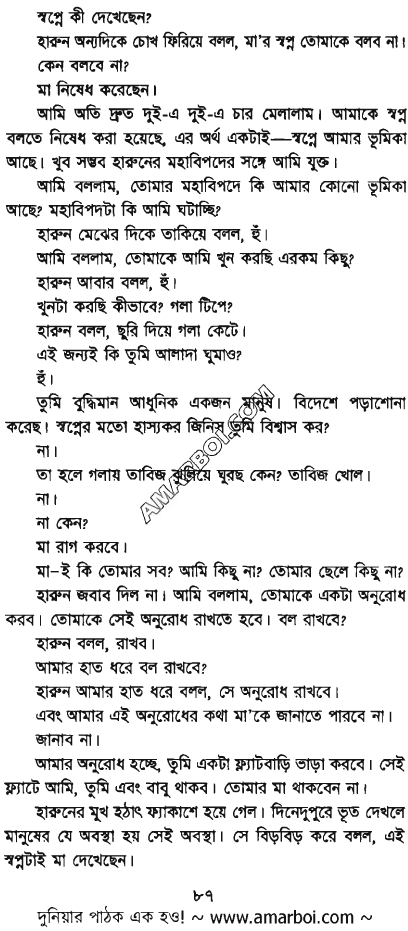 স্বপ্নে কী দেখেছেন?
হারুন অন্যদিকে চোখ ফিরিয়ে বলল, মা'র স্বপ্ন তোমাকে বলব না।
কেন বলবে না?
মা নিষেধ করেছেন।
আমি অতি দ্রুত দুই-এ দুই-এ চার মেলালাম। আমাকে স্বপ্ন
বলতে নিষেধ করা হয়েছে, এর অর্থ একটাই—স্বপ্নে আমার ভূমিকা
আছে। খুব সম্ভব হারুনের মহাবিপদের সঙ্গে আমি যুক্ত।
আমি বললাম, তোমার মহাবিপদে কি আমার কোনো ভূমিকা
আছে? মহাবিপদটা কি আমি ঘটাচ্ছি?
হারুন মেঝের দিকে তাকিয়ে বলল, হুঁ।
আমি বললাম, তোমাকে আমি খুন করছি এরকম কিছু?
হারুন আবার বলল, হুঁ।
খুনটা করছি কীভাবে? গলা টিপে?
হারুন বলল, ছুরি দিয়ে গলা কেটে।
এই জন্যই কি তুমি আলাদা ঘুমাও?
হুঁ।
তুমি বুদ্ধিমান আধুনিক একজন মানুষ। বিদেশে পড়াশোনা
করেছ। স্বপ্নের মতো হাস্যকর জিনিস তুমি বিশ্বাস কর?
না।
তা হলে গলায় তাবিজ ঝুলিয়ে ঘুরছ কেন? তাবিজ খোল।
না।
না কেন?
মা রাগ করবে।
মা-ই কি তোমার সব? আমি কিছু না? তোমার ছেলে কিছু না?
হারুন জবাব দিল না। আমি বললাম, তোমাকে একটা অনুরোধ
করব। তোমাকে সেই অনুরোধ রাখতে হবে। বল রাখবে?
হারুন বলল, রাখব।
আমার হাত ধরে বল রাখবে?
হারুন আমার হাত ধরে বলল, সে অনুরোধ রাখবে।
এবং আমার এই অনুরোধের কথা মা'কে জানাতে পারবে না।
জানাব না।
আমার অনুরোধ হচ্ছে, তুমি একটা ফ্ল্যাটবাড়ি ভাড়া করবে। সেই
ফ্ল্যাটে আমি, তুমি এবং বাবু থাকব। তোমার মা থাকবেন না।
হারুনের মুখ হঠাৎ ফ্যাকাশে হয়ে গেল। দিনেদুপুরে ভূত দেখলে
মানুষের যে অবস্থা হয় সেই অবস্থা। সে বিড়বিড় করে বলল, এই
স্বপ্নটাই মা দেখেছেন।
AMARBOI.COM
৮৭
দুনিয়ার পাঠক এক হও! ~ www.amarboi.com ~